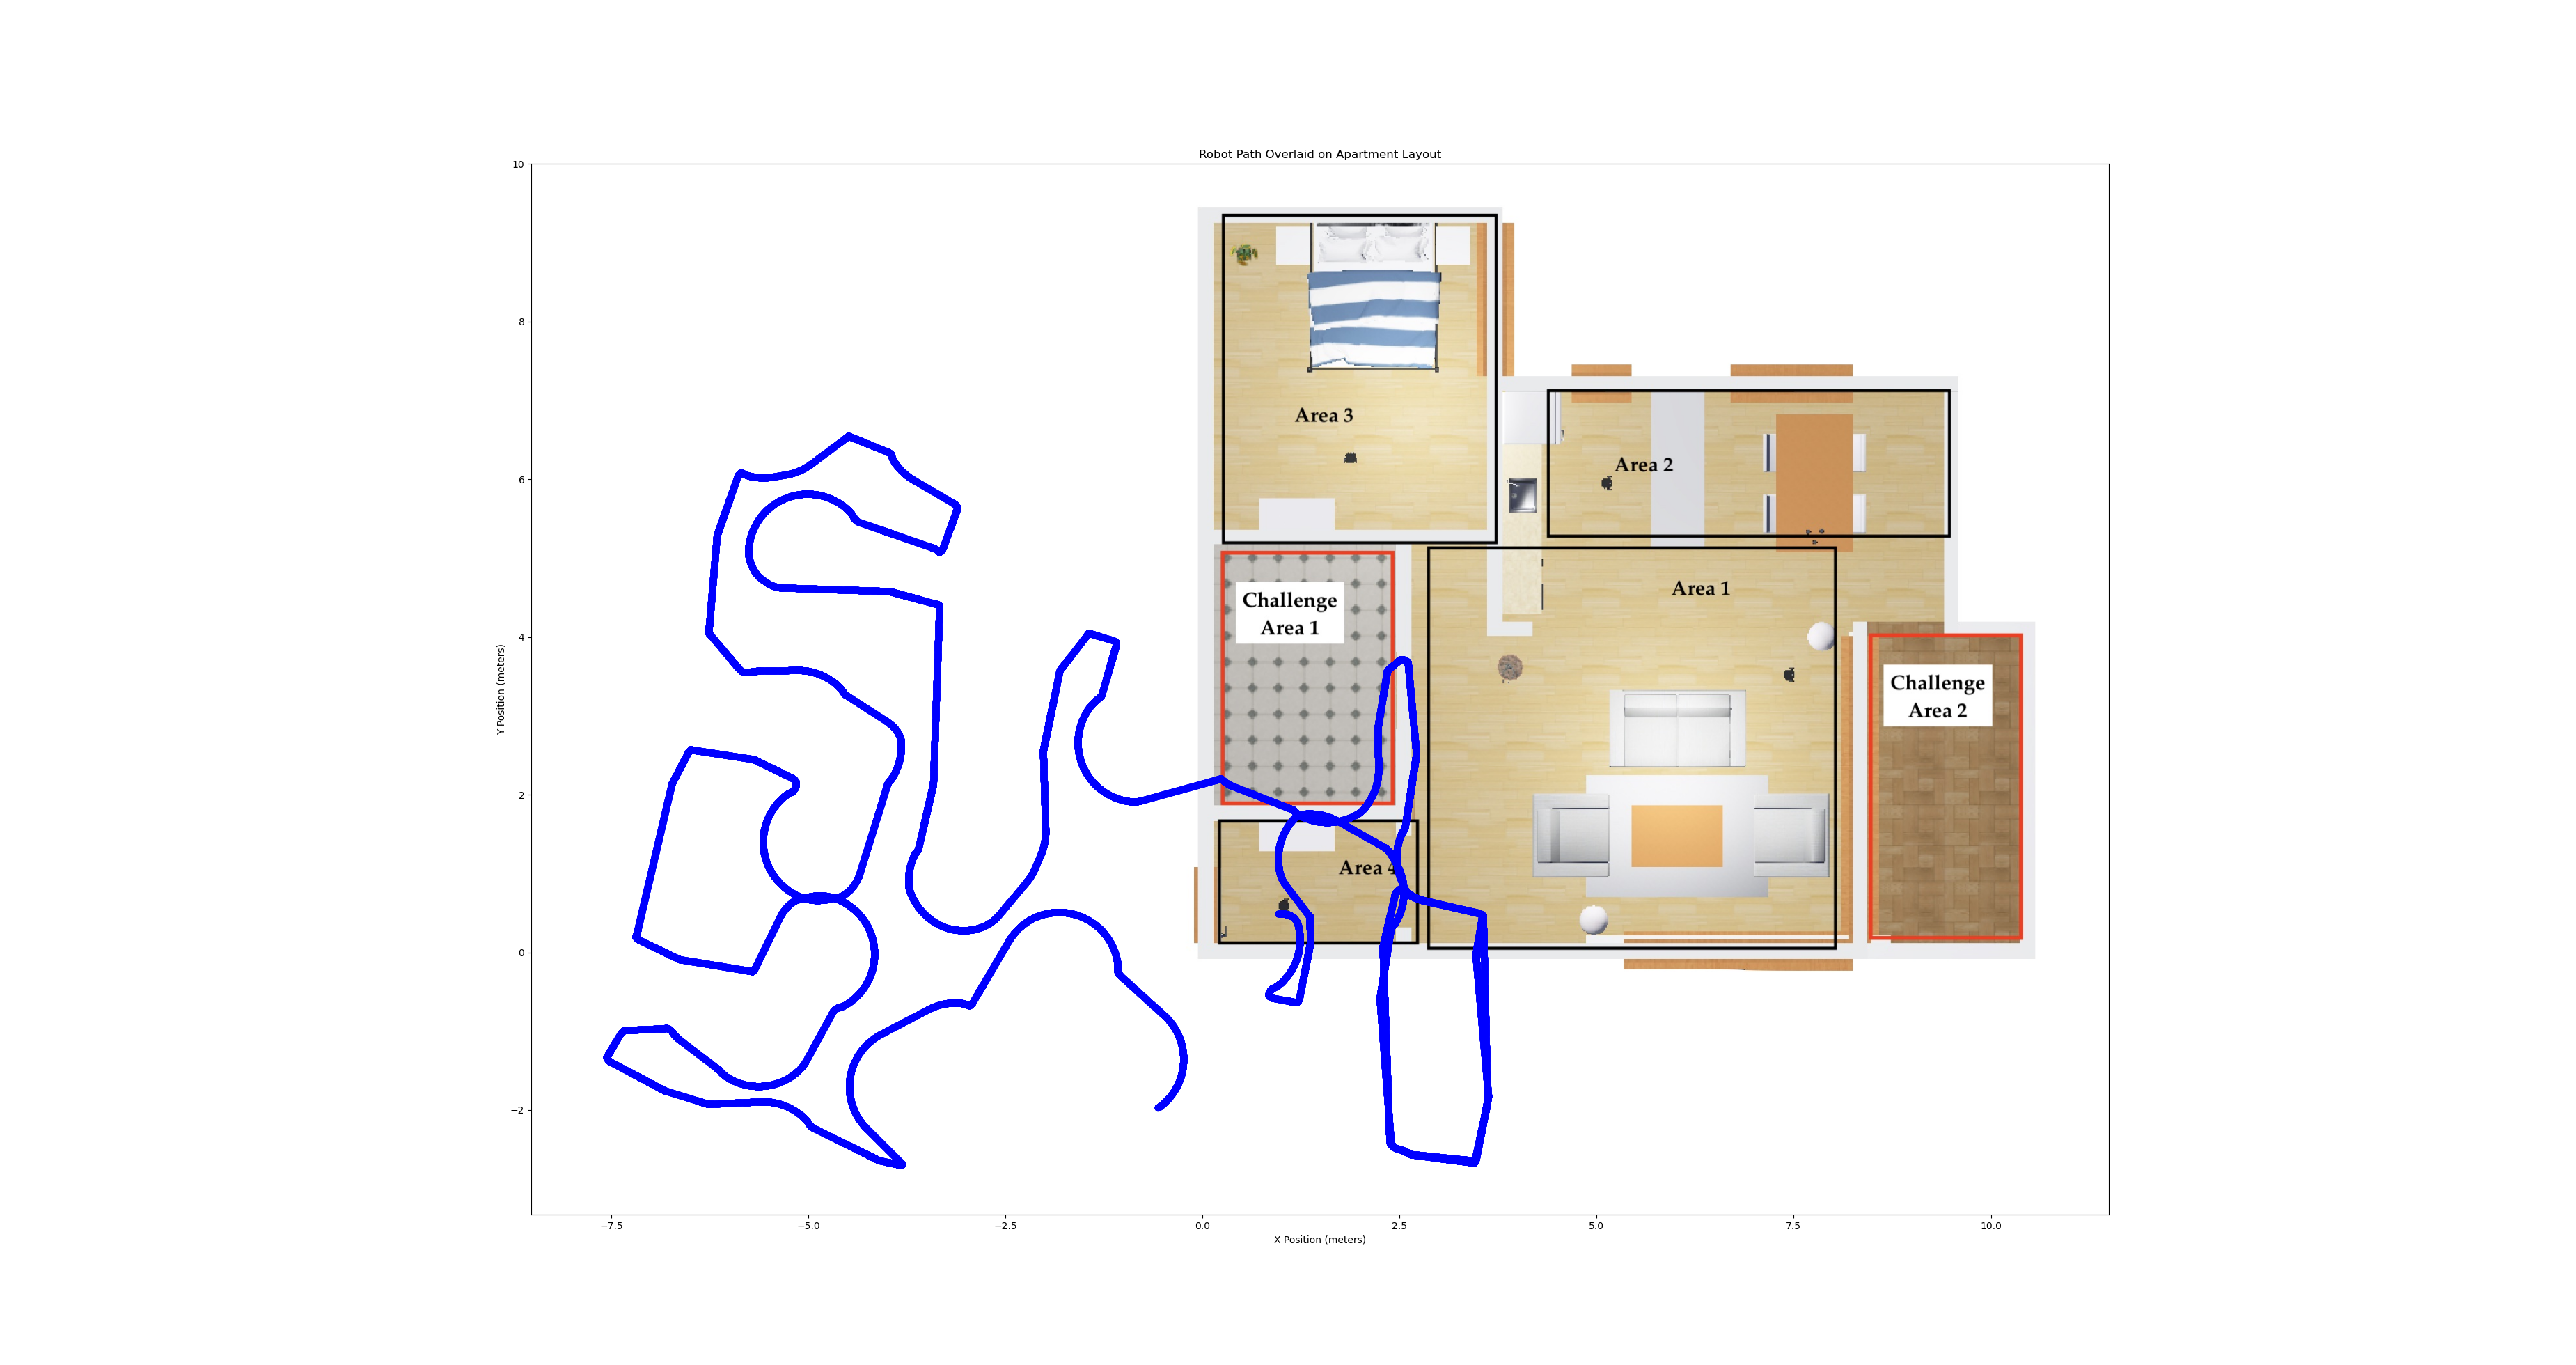 Robot Path Overlaid on Apartment Layout
10
8
6
4
2
0
−2
Y Position (meters)
Area 3
Area 2
Challenge
Area 1
Area 1
Challenge
Area 2
Area 4
−7.5
−5.0
−2.5
0.0
2.5
5.0
7.5
10.0
X Position (meters)